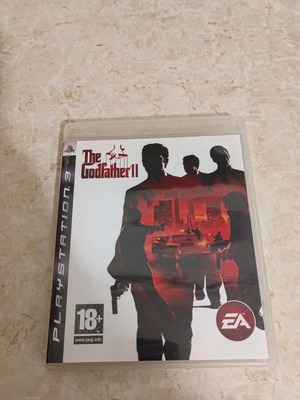 PLAYSTATION 3
The
Godfather II
18+
www.pegi.info
EA